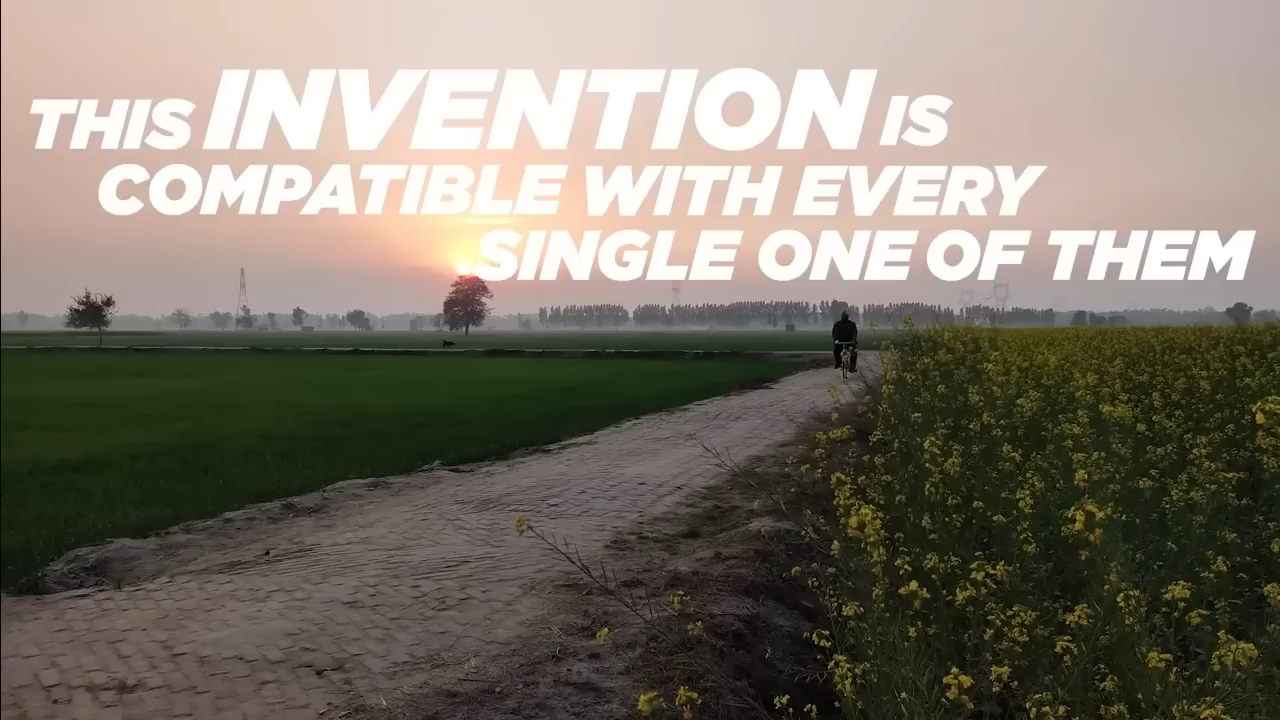 THIS INVENTION IS
COMPATIBLE WITH EVERY
SINGLE ONE OF THEM